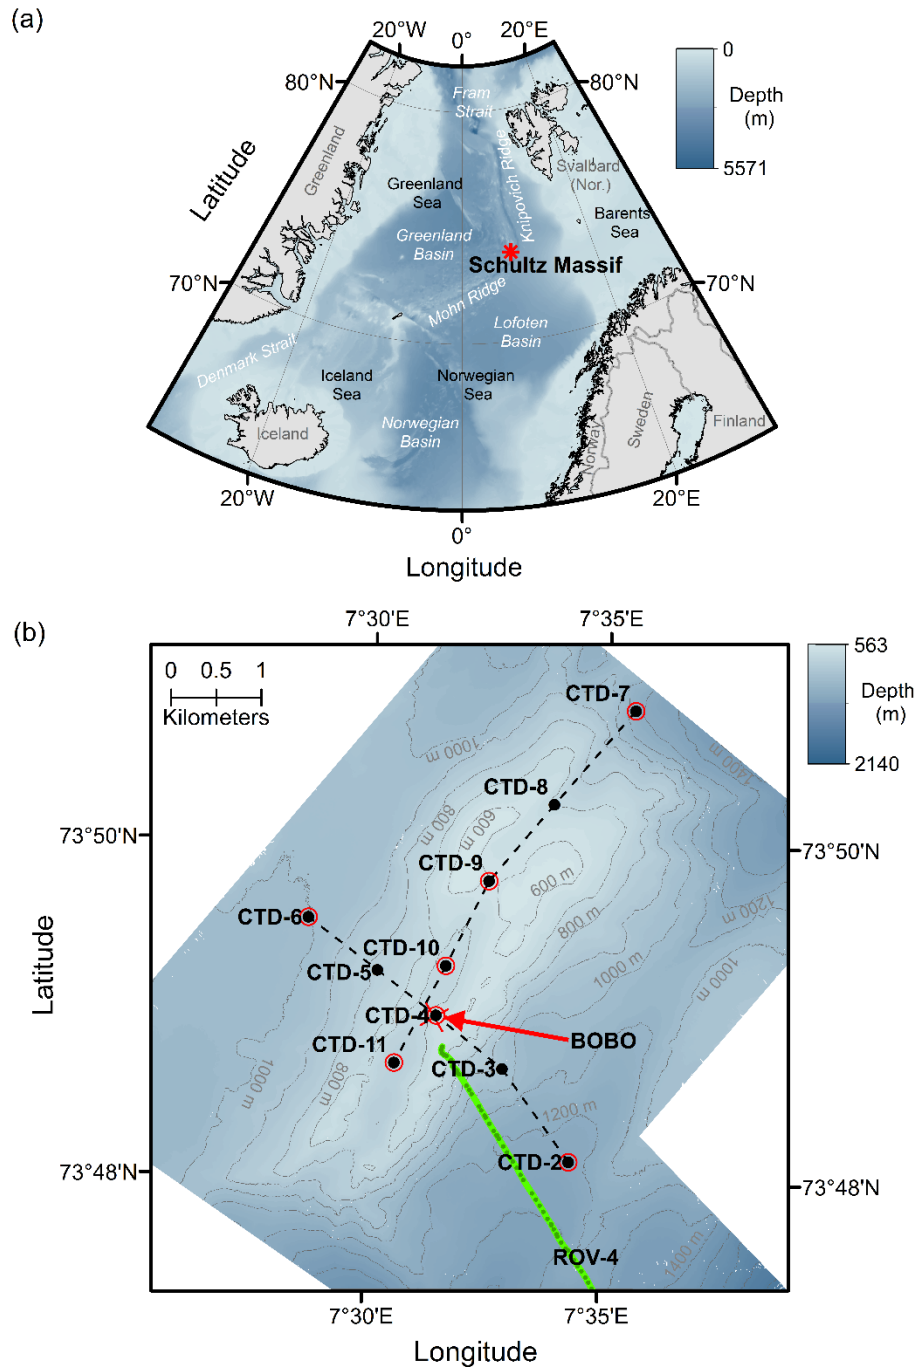 (a)
20°W
0°
20°E
80°N
80°N
0
Depth
(m)
5571
Fram
Strait
Greenland
Knipovich Ridge
Svalbard
(Nor.)
Latitude
Greenland
Sea
Barents
Sea
Greenland
Basin
Schultz Massif
70°N
70°N
Mohn Ridge
Lofoten
Basin
Denmark Strait
Iceland
Sea
Norwegian
Sea
Iceland
Norwegian
Basin
Norway
Sweden
Finland
20°W
20°E
0°
Longitude
(b)
7°30'E
7°35'E
0 0.5 1
Kilometers
563
Depth
(m)
2140
CTD-7
1000 m
1400 m
CTD-8
800 m
600 m
73°50'N
73°50'N
CTD-9
600 m
1200 m
CTD-6
800 m
CTD-10
1000 m
1000 m
CTD-5
Latitude
CTD-4
BOBO
CTD-11
CTD-3
1000 m
800 m
1200 m
CTD-2
73°48'N
73°48'N
ROV-4
1400 m
7°30'E
7°35'E
Longitude